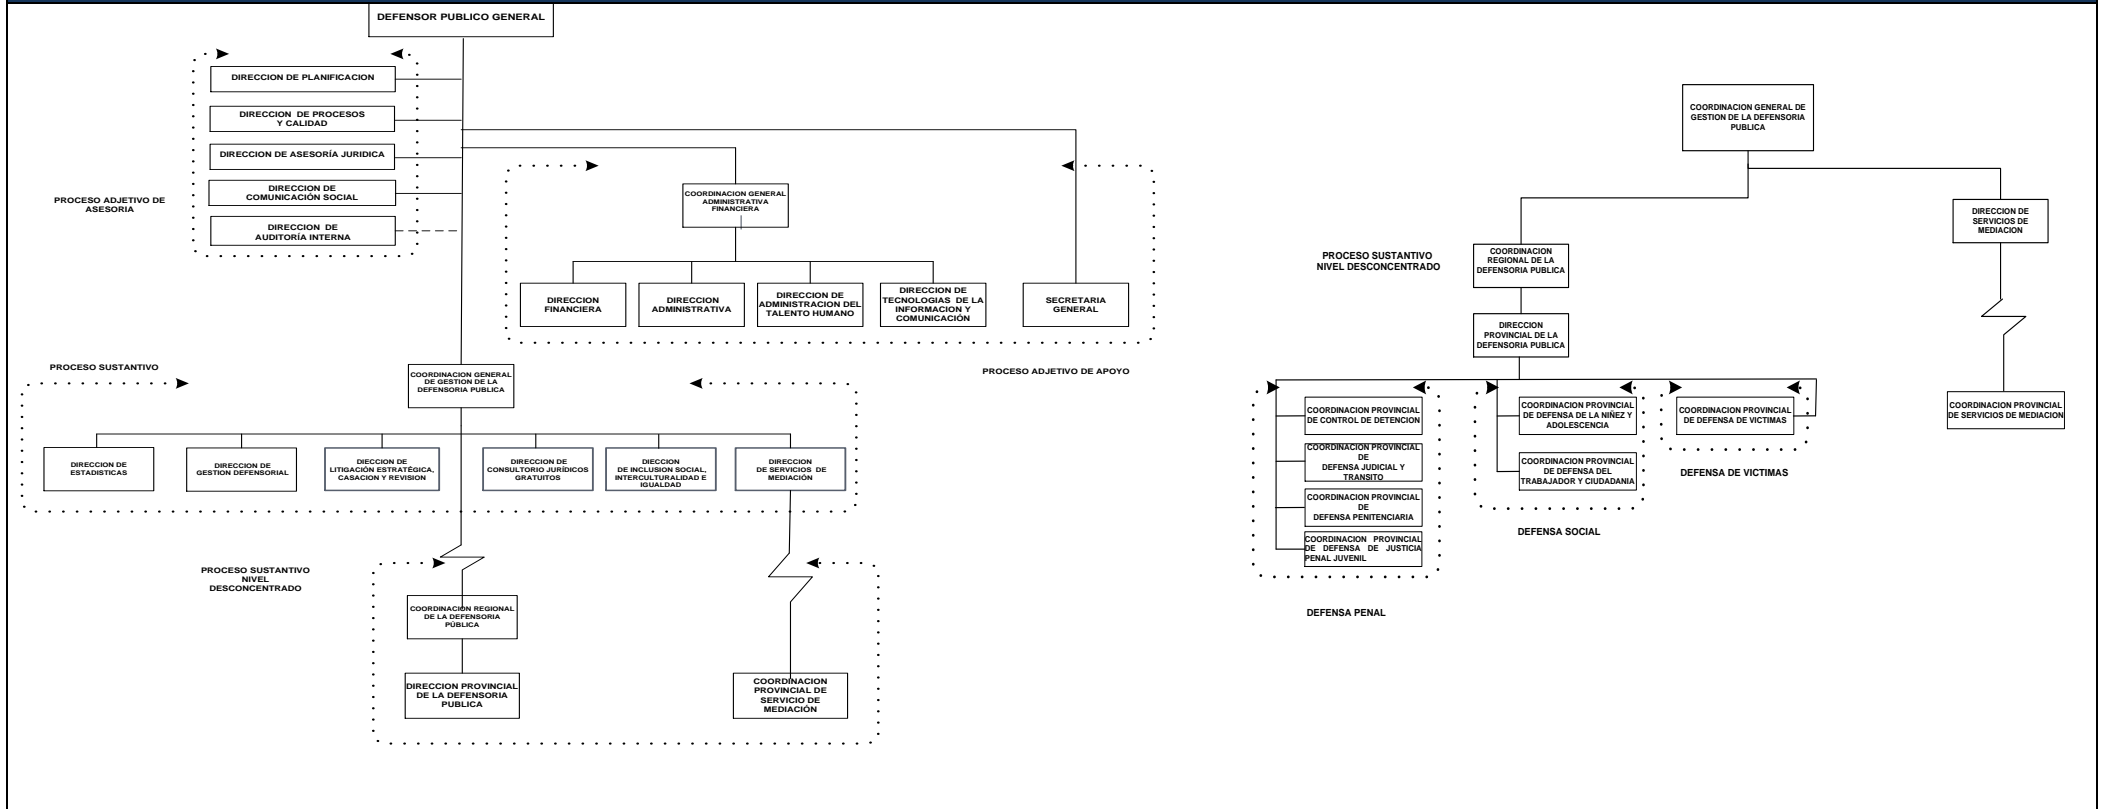 DEFENSOR PUBLICO GENERAL
DIRECCION DE PLANIFICACION
DIRECCION DE PROCESOS
Y CALIDAD
DIRECCION DE ASESORÍA JURIDICA
DIRECCION DE
COMUNICACIÓN SOCIAL
DIRECCION DE
AUDITORÍA INTERNA
PROCESO ADJETIVO DE
ASESORIA
COORDINACION GENERAL
ADMINISTRATIVA
FINANCIERA
DIRECCION
FINANCIERA
DIRECCION
ADMINISTRATIVA
DIRECCION DE
ADMINISTRACION DEL
TALENTO HUMANO
DIRECCION DE
TECNOLOGIAS DE LA
INFORMACION Y
COMUNICACIÓN
SECRETARIA
GENERAL
PROCESO ADJETIVO DE APOYO
PROCESO SUSTANTIVO
COORDINACION GENERAL
DE GESTION DE LA
DEFENSORIA PUBLICA
DIRECCION DE
ESTADISTICAS
DIRECCION DE
GESTION DEFENSORIAL
DIECCION DE
LITIGACIÓN ESTRATÉGICA,
CASACION Y REVISION
DIRECCION DE
CONSULTORIO JURÍDICOS
GRATUITOS
DIECCION
DE INCLUSION SOCIAL,
INTERCULTURALIDAD E
IGUALDAD
DIRECCION
DE SERVICIOS DE
MEDIACIÓN
PROCESO SUSTANTIVO
NIVEL
DESCONCENTRADO
COORDINACION REGIONAL
DE LA DEFENSORIA
PÚBLICA
DIRECCION PROVINCIAL
DE LA DEFENSORIA
PUBLICA
COORDINACION
PROVINCIAL DE
SERVICIO DE
MEDIACIÓN
COORDINACION GENERAL DE
GESTION DE LA DEFENSORIA
PUBLICA
DIRECCION DE
SERVICIOS DE
MEDIACION
PROCESO SUSTANTIVO
NIVEL DESCONCENTRADO
COORDINACION
REGIONAL DE LA
DEFENSORIA PUBLICA
DIRECCION
PROVINCIAL DE LA
DEFENSORIA PUBLICA
COORDINACION PROVINCIAL
DE SERVICIOS DE MEDIACION
COORDINACION PROVINCIAL
DE CONTROL DE DETENCION
COORDINACION PROVINCIAL
DE
DEFENSA JUDICIAL Y
TRANSITO
COORDINACION PROVINCIAL
DE
DEFENSA PENITENCIARIA
COORDINACION PROVINCIAL
DE DEFENSA DE JUSTICIA
PENAL JUVENIL
DEFENSA PENAL
COORDINACION PROVINCIAL
DE DEFENSA DE LA NIÑEZ Y
ADOLESCENCIA
COORDINACION PROVINCIAL
DE DEFENSA DEL
TRABAJADOR Y CIUDADANIA
DEFENSA SOCIAL
COORDINACION PROVINCIAL
DE DEFENSA DE VICTIMAS
DEFENSA DE VICTIMAS